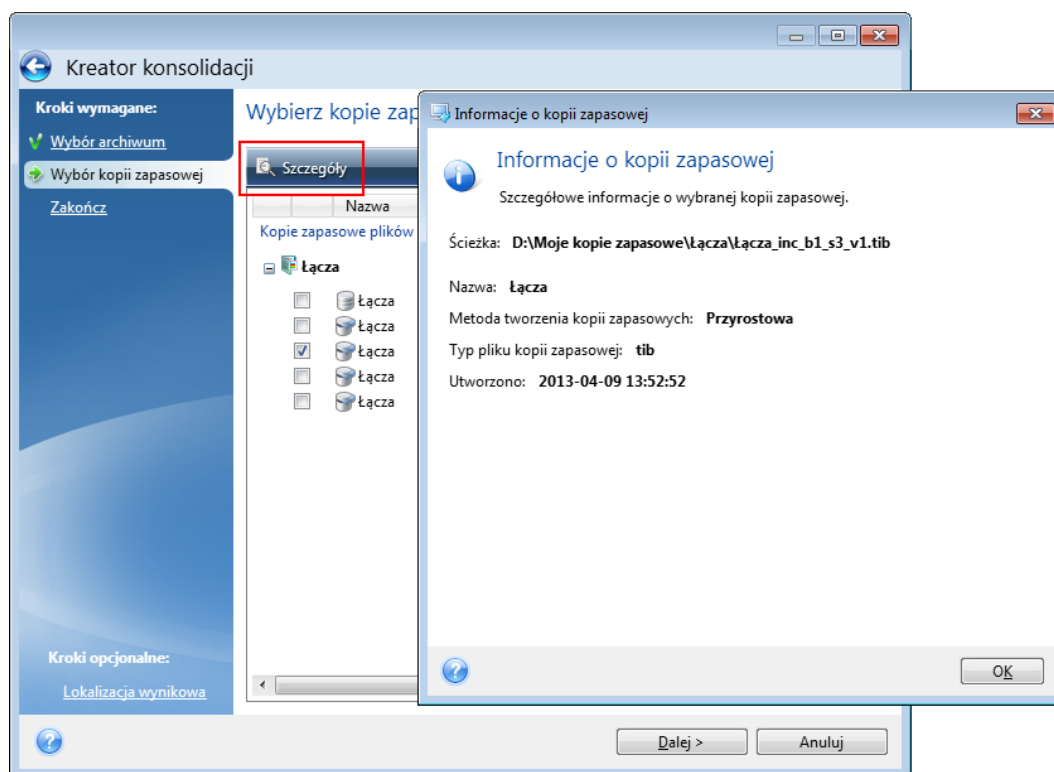 Kreator konsolidacji
Kroki wymagane:
Wybór archiwum
Wybór kopii zapasowej
Zakończ
Kroki opcjonalne:
Lokalizacja wynikowa
Wybierz kopie zap
Szczegóły
Nazwa
Kopie zapasowe plików
Łącza
Łącza
Łącza
Łącza
Łącza
Łącza
Informacje o kopii zapasowej
Informacje o kopii zapasowej
Szczegółowe informacje o wybranej kopii zapasowej.
Ścieżka: D:\Moje kopie zapasowe\Łącza\Łącza_inc_b1_s3_v1.tib
Nazwa: Łącza
Metoda tworzenia kopii zapasowych: Przyrostowa
Typ pliku kopii zapasowej: tib
Utworzono: 2013-04-09 13:52:52
OK
Dalej >
Anuluj